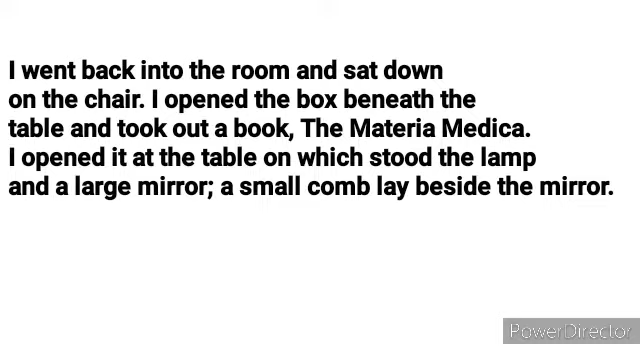 I went back into the room and sat down
on the chair. I opened the box beneath the
table and took out a book, The Materia Medica.
I opened it at the table on which stood the lamp
and a large mirror; a small comb lay beside the mirror.
PowerDirector